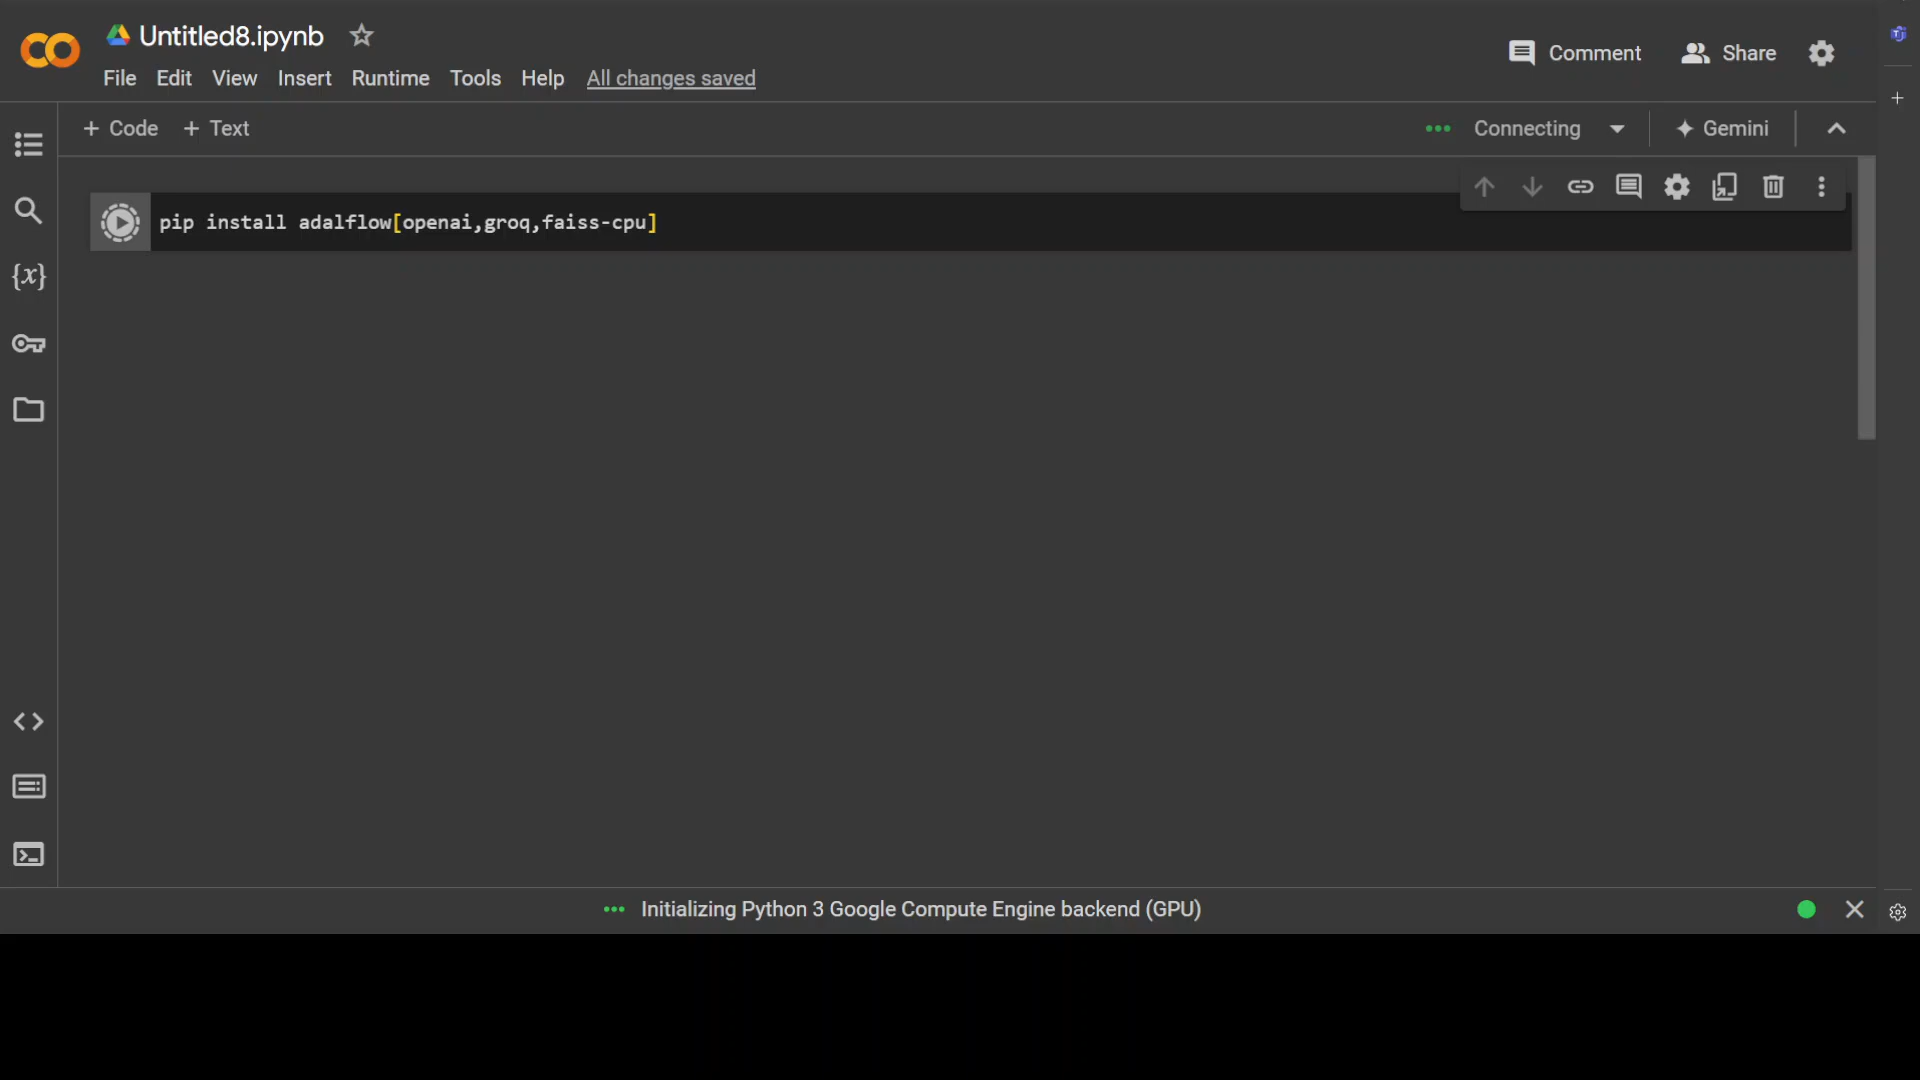 Untitled8.ipynb
File Edit View Insert Runtime Tools Help All changes saved
Comment Share
+ Code + Text
Connecting Gemini
pip install adalflow[openai,groq,faiss-cpu]
{x}
Initializing Python 3 Google Compute Engine backend (GPU)